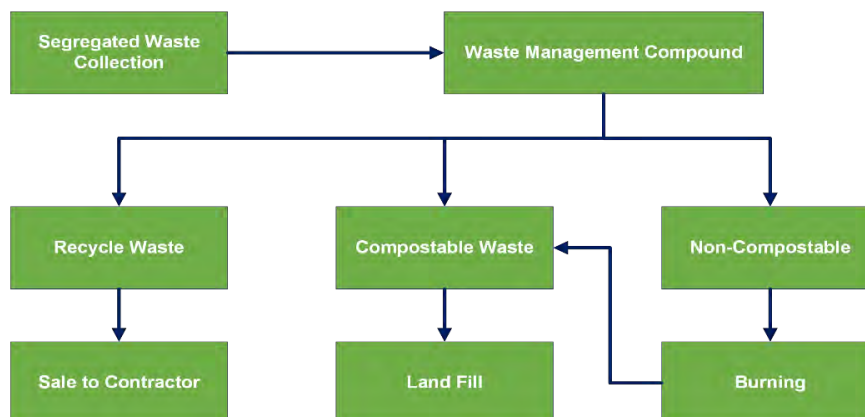 Segregated Waste
Collection
Waste Management Compound
Recycle Waste
Compostable Waste
Non-Compostable
Sale to Contractor
Land Fill
Burning